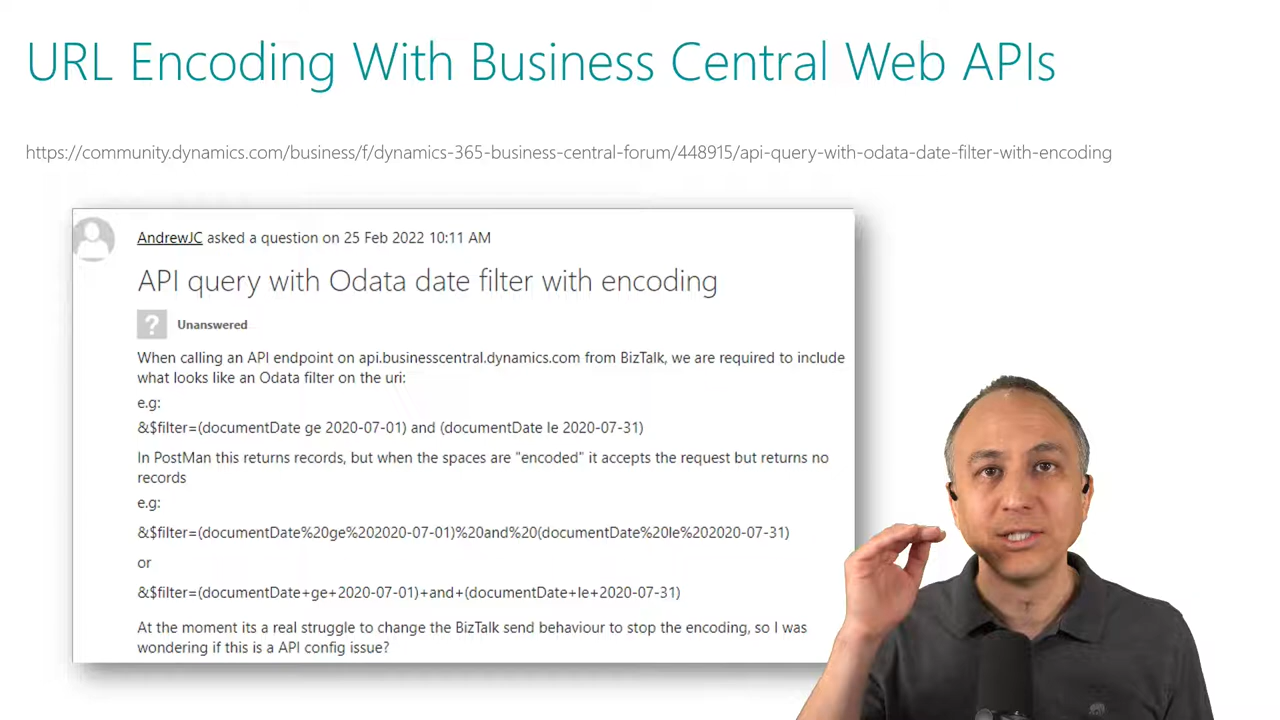 URL Encoding With Business Central Web APIs
https://community.dynamics.com/business/f/dynamics-365-business-central-forum/448915/api-query-with-odata-date-filter-with-encoding
AndrewJC asked a question on 25 Feb 2022 10:11 AM
API query with Odata date filter with encoding
? Unanswered
When calling an API endpoint on api.businesscentral.dynamics.com from BizTalk, we are required to include
what looks like an Odata filter on the uri:
e.g:
&$filter=(documentDate ge 2020-07-01) and (documentDate le 2020-07-31)
In PostMan this returns records, but when the spaces are "encoded" it accepts the request but returns no
records
e.g:
&$filter=(documentDate%20ge%202020-07-01)%20and%20(documentDate%20le%202020-07-31)
or
&$filter=(documentDate+ge+2020-07-01)+and+(documentDate+le+2020-07-31)
At the moment its a real struggle to change the BizTalk send behaviour to stop the encoding, so I was
wondering if this is a API config issue?